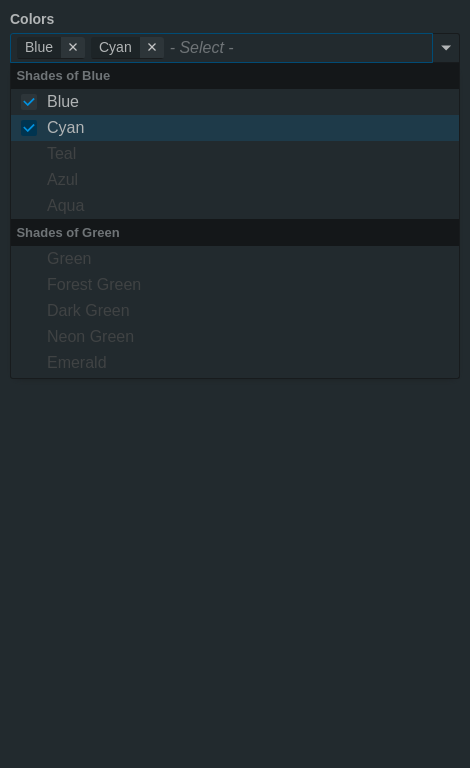 Colors
Blue ✕ Cyan ✕ - Select -
Shades of Blue
Blue
Cyan
Teal
Azul
Aqua
Shades of Green
Green
Forest Green
Dark Green
Neon Green
Emerald